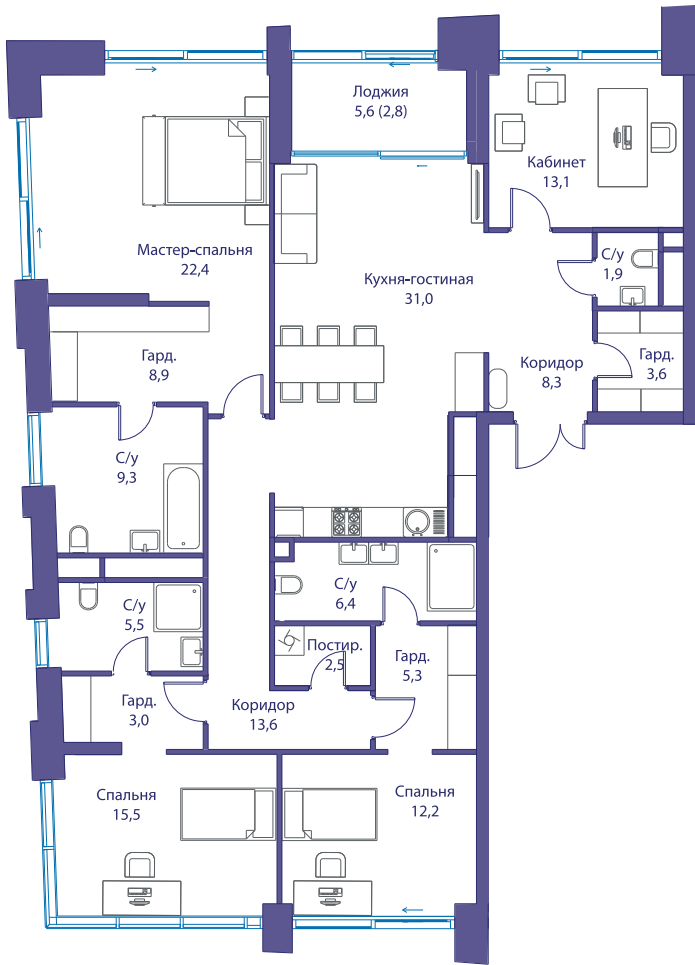 Лоджия
5,6 (2,8)
Кабинет
13,1
Мастер-спальня
22,4
Кухня-гостиная
31,0
С/у
1,9
Гард.
8,9
Коридор
8,3
Гард.
3,6
С/у
9,3
С/у
5,5
С/у
6,4
Постир.
2,5
Гард.
5,3
Гард.
3,0
Коридор
13,6
Спальня
15,5
Спальня
12,2